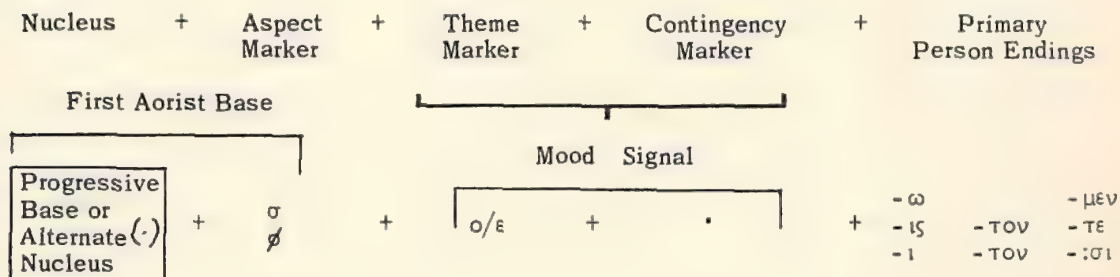 Nucleus + Aspect Marker + Theme Marker + Contingency Marker + Primary Person Endings
First Aorist Base
Mood Signal
Progressive
Base or
Alternate (·)
Nucleus
+ σ
ø
+ ο/ε + · +
-ω -μεν
-ις -τον -τε
-ι -τον -:σι